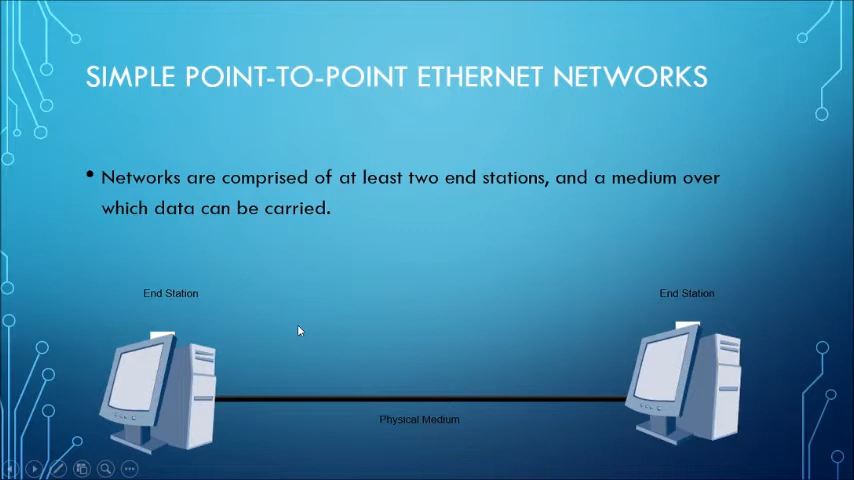 SIMPLE POINT-TO-POINT ETHERNET NETWORKS
• Networks are comprised of at least two end stations, and a medium over
which data can be carried.
End Station
End Station
Physical Medium